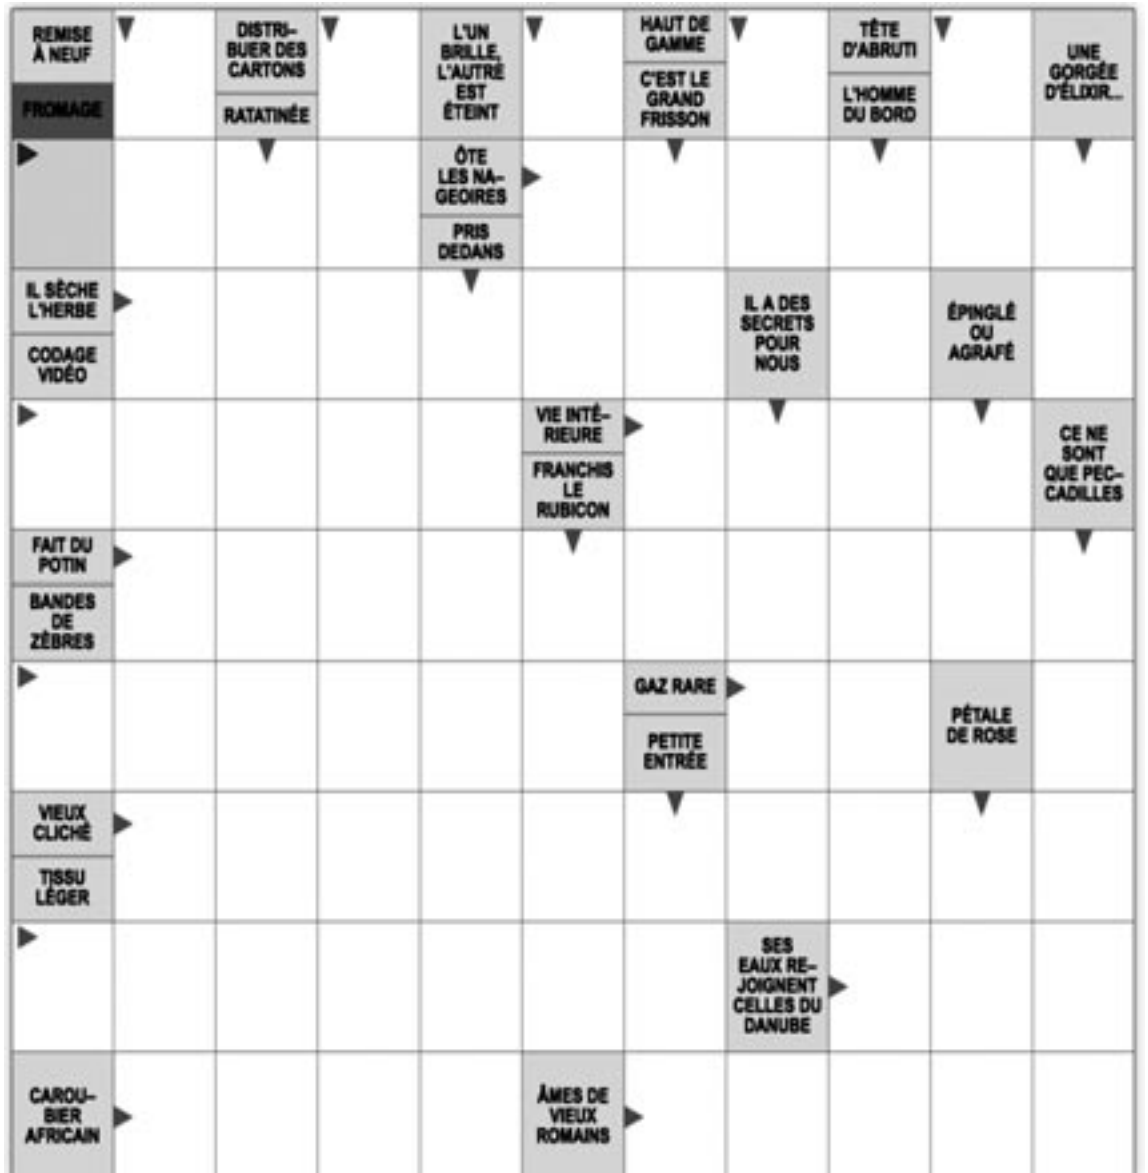 REMISE
À NEUF
FROMAGE
DISTRI–
BUER DES
CARTONS
RATATINÉE
L'UN
BRILLE,
L'AUTRE
EST
ÉTEINT
HAUT DE
GAMME
C'EST LE
GRAND
FRISSON
TÊTE
D'ABRUTI
L'HOMME
DU BORD
UNE
GORGÉE
D'ÉLIXIR...
ÔTE
LES NA–
GEOIRES
PRIS
DEDANS
IL SÈCHE
L'HERBE
CODAGE
VIDÉO
IL A DES
SECRETS
POUR
NOUS
ÉPINGLÉ
OU
AGRAFÉ
VIE INTÉ–
RIEURE
FRANCHIS
LE
RUBICON
CE NE
SONT
QUE PEC–
CADILLES
FAIT DU
POTIN
BANDES
DE
ZÈBRES
GAZ RARE
PETITE
ENTRÉE
PÉTALE
DE ROSE
VIEUX
CLICHÉ
TISSU
LÉGER
SES
EAUX RE–
JOIGNENT
CELLES DU
DANUBE
CAROU–
BIER
AFRICAIN
ÂMES DE
VIEUX
ROMAINS